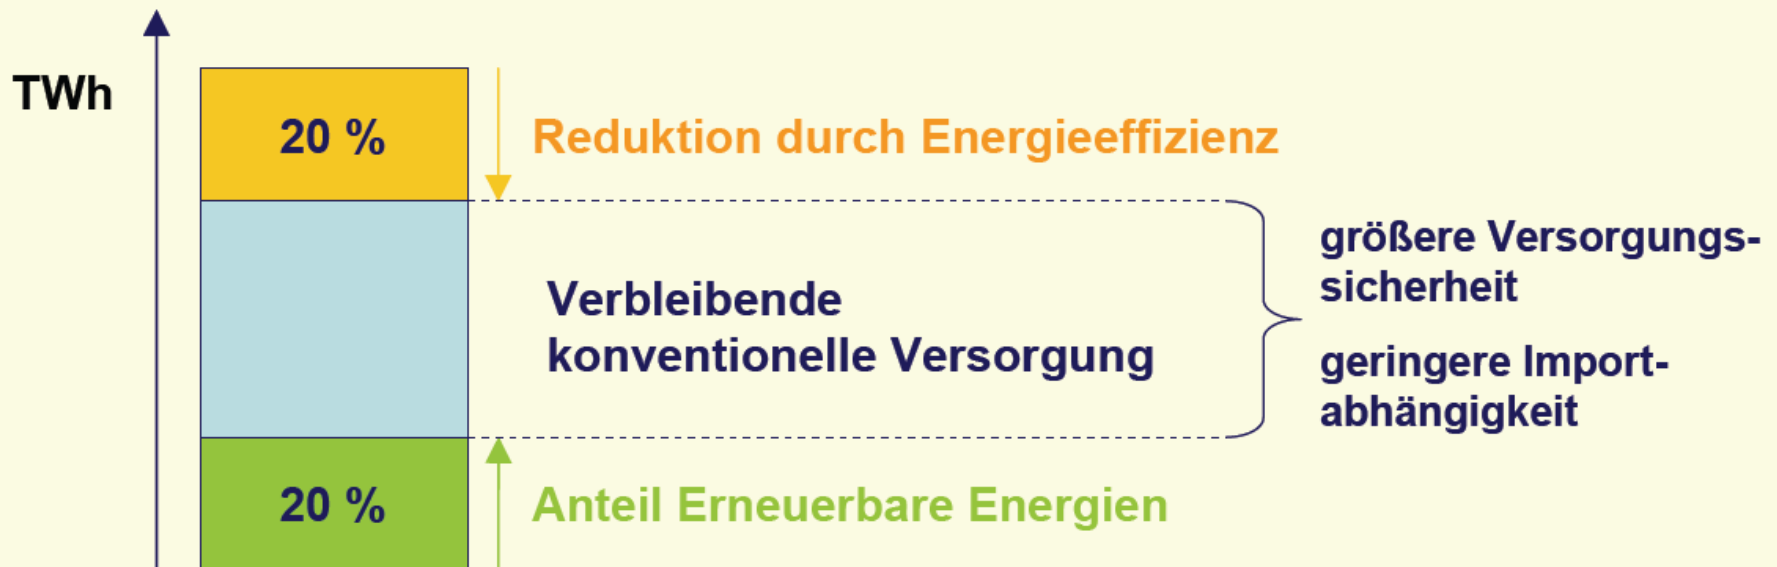 TWh
20 %
Reduktion durch Energieeffizienz
größere Versorgungs-
sicherheit
Verbleibende
konventionelle Versorgung
geringere Import-
abhängigkeit
20 %
Anteil Erneuerbare Energien